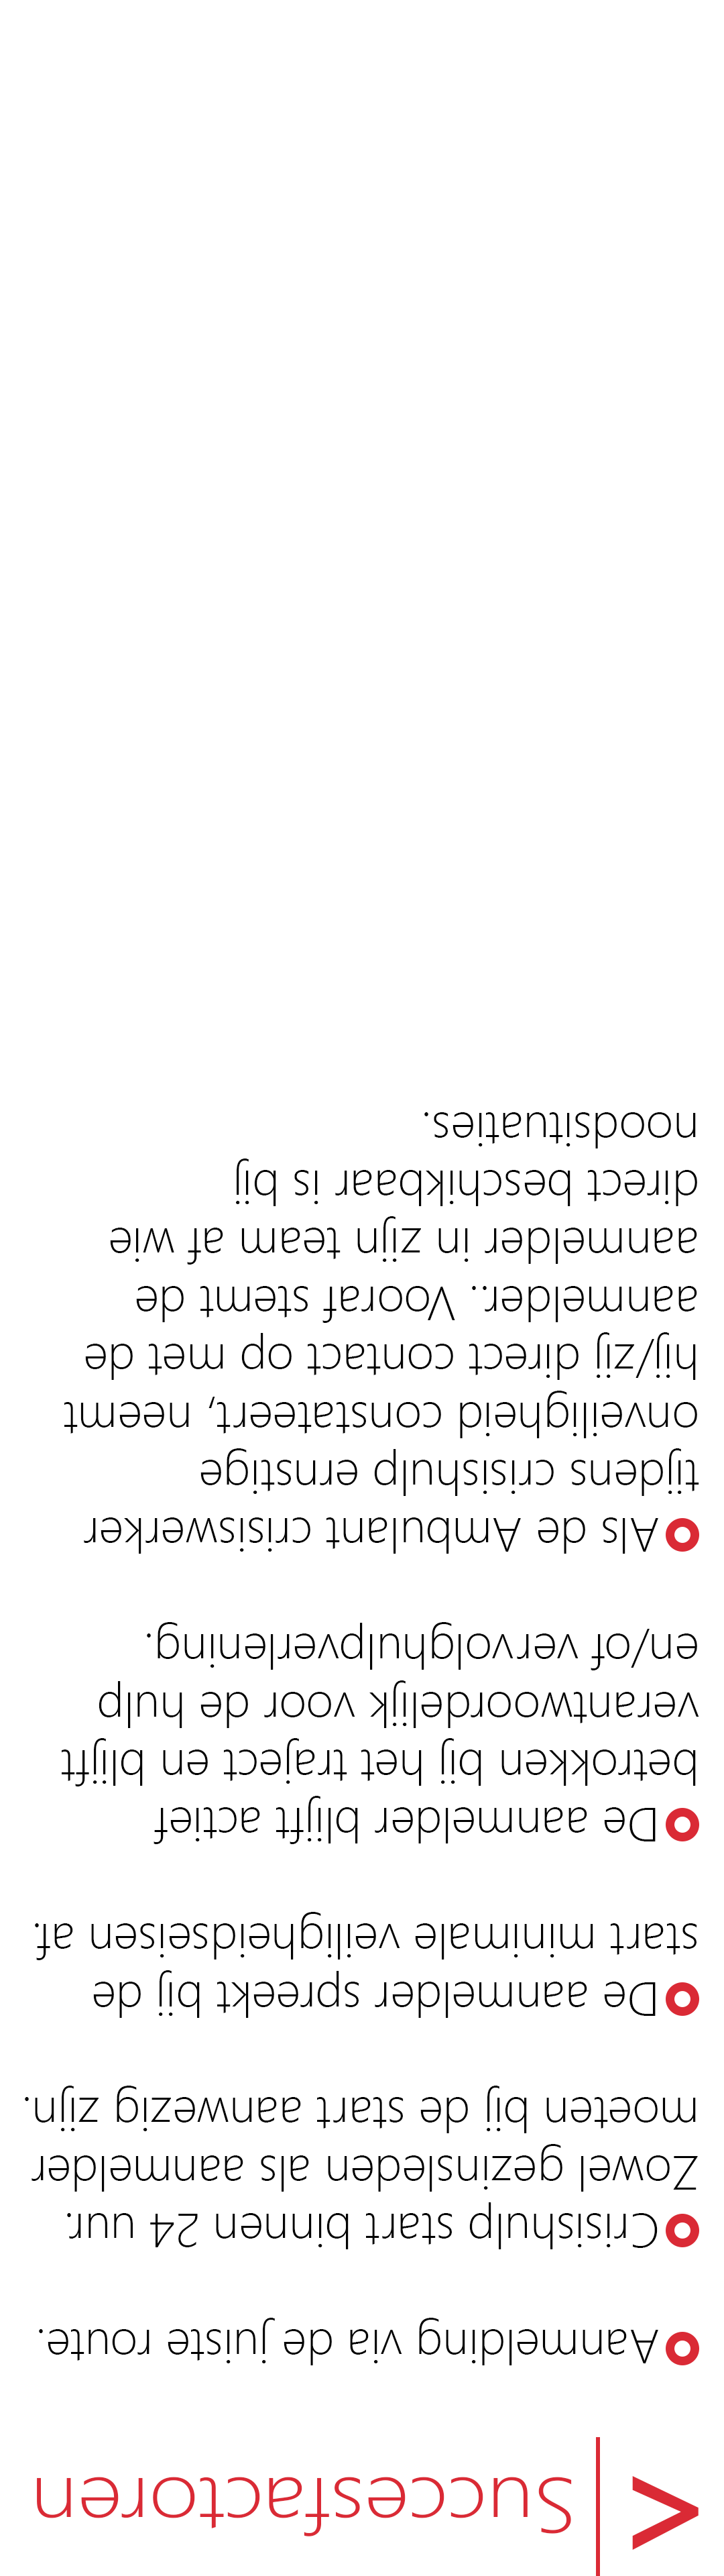 > Succesfactoren
Aanmelding via de juiste route.
Crisishulp start binnen 24 uur.
Zowel gezinsleden als aanmelder
moeten bij de start aanwezig zijn.
De aanmelder spreekt bij de
start minimale veiligheidseisen af.
De aanmelder blijft actief
betrokken bij het traject en blijft
verantwoordelijk voor de hulp
en/of vervolghulpverlening.
Als de Ambulant crisiswerker
tijdens crisishulp ernstige
onveiligheid constateert, neemt
hij/zij direct contact op met de
aanmelder.. Vooraf stemt de
aanmelder in zijn team af wie
direct beschikbaar is bij
noodsituaties.